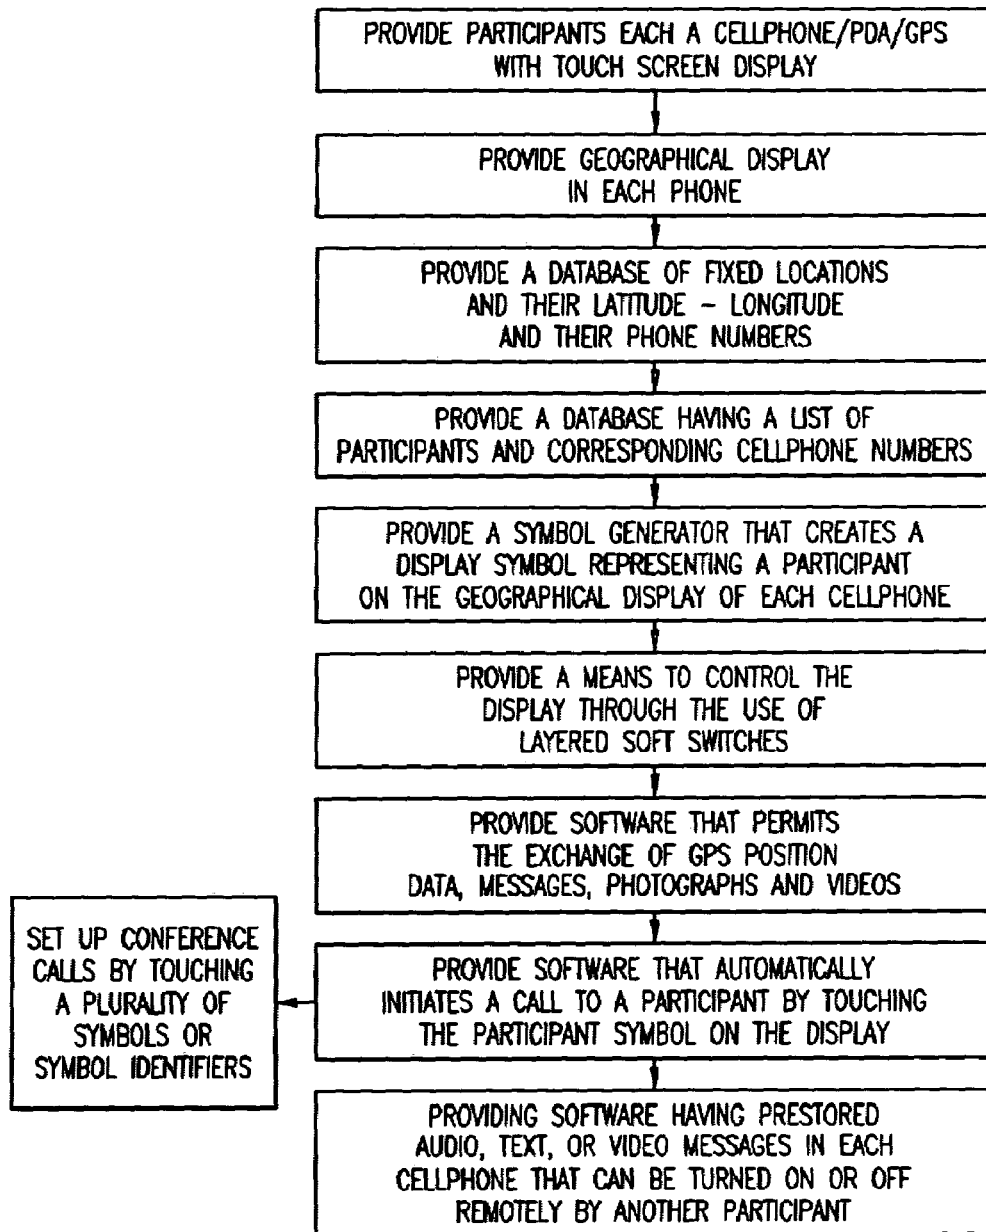 PROVIDE PARTICIPANTS EACH A CELLPHONE/PDA/GPS
WITH TOUCH SCREEN DISPLAY
PROVIDE GEOGRAPHICAL DISPLAY
IN EACH PHONE
PROVIDE A DATABASE OF FIXED LOCATIONS
AND THEIR LATITUDE – LONGITUDE
AND THEIR PHONE NUMBERS
PROVIDE A DATABASE HAVING A LIST OF
PARTICIPANTS AND CORRESPONDING CELLPHONE NUMBERS
PROVIDE A SYMBOL GENERATOR THAT CREATES A
DISPLAY SYMBOL REPRESENTING A PARTICIPANT
ON THE GEOGRAPHICAL DISPLAY OF EACH CELLPHONE
PROVIDE A MEANS TO CONTROL THE
DISPLAY THROUGH THE USE OF
LAYERED SOFT SWITCHES
PROVIDE SOFTWARE THAT PERMITS
THE EXCHANGE OF GPS POSITION
DATA, MESSAGES, PHOTOGRAPHS AND VIDEOS
PROVIDE SOFTWARE THAT AUTOMATICALLY
INITIATES A CALL TO A PARTICIPANT BY TOUCHING
THE PARTICIPANT SYMBOL ON THE DISPLAY
SET UP CONFERENCE
CALLS BY TOUCHING
A PLURALITY OF
SYMBOLS OR
SYMBOL IDENTIFIERS
PROVIDING SOFTWARE HAVING PRESTORED
AUDIO, TEXT, OR VIDEO MESSAGES IN EACH
CELLPHONE THAT CAN BE TURNED ON OR OFF
REMOTELY BY ANOTHER PARTICIPANT